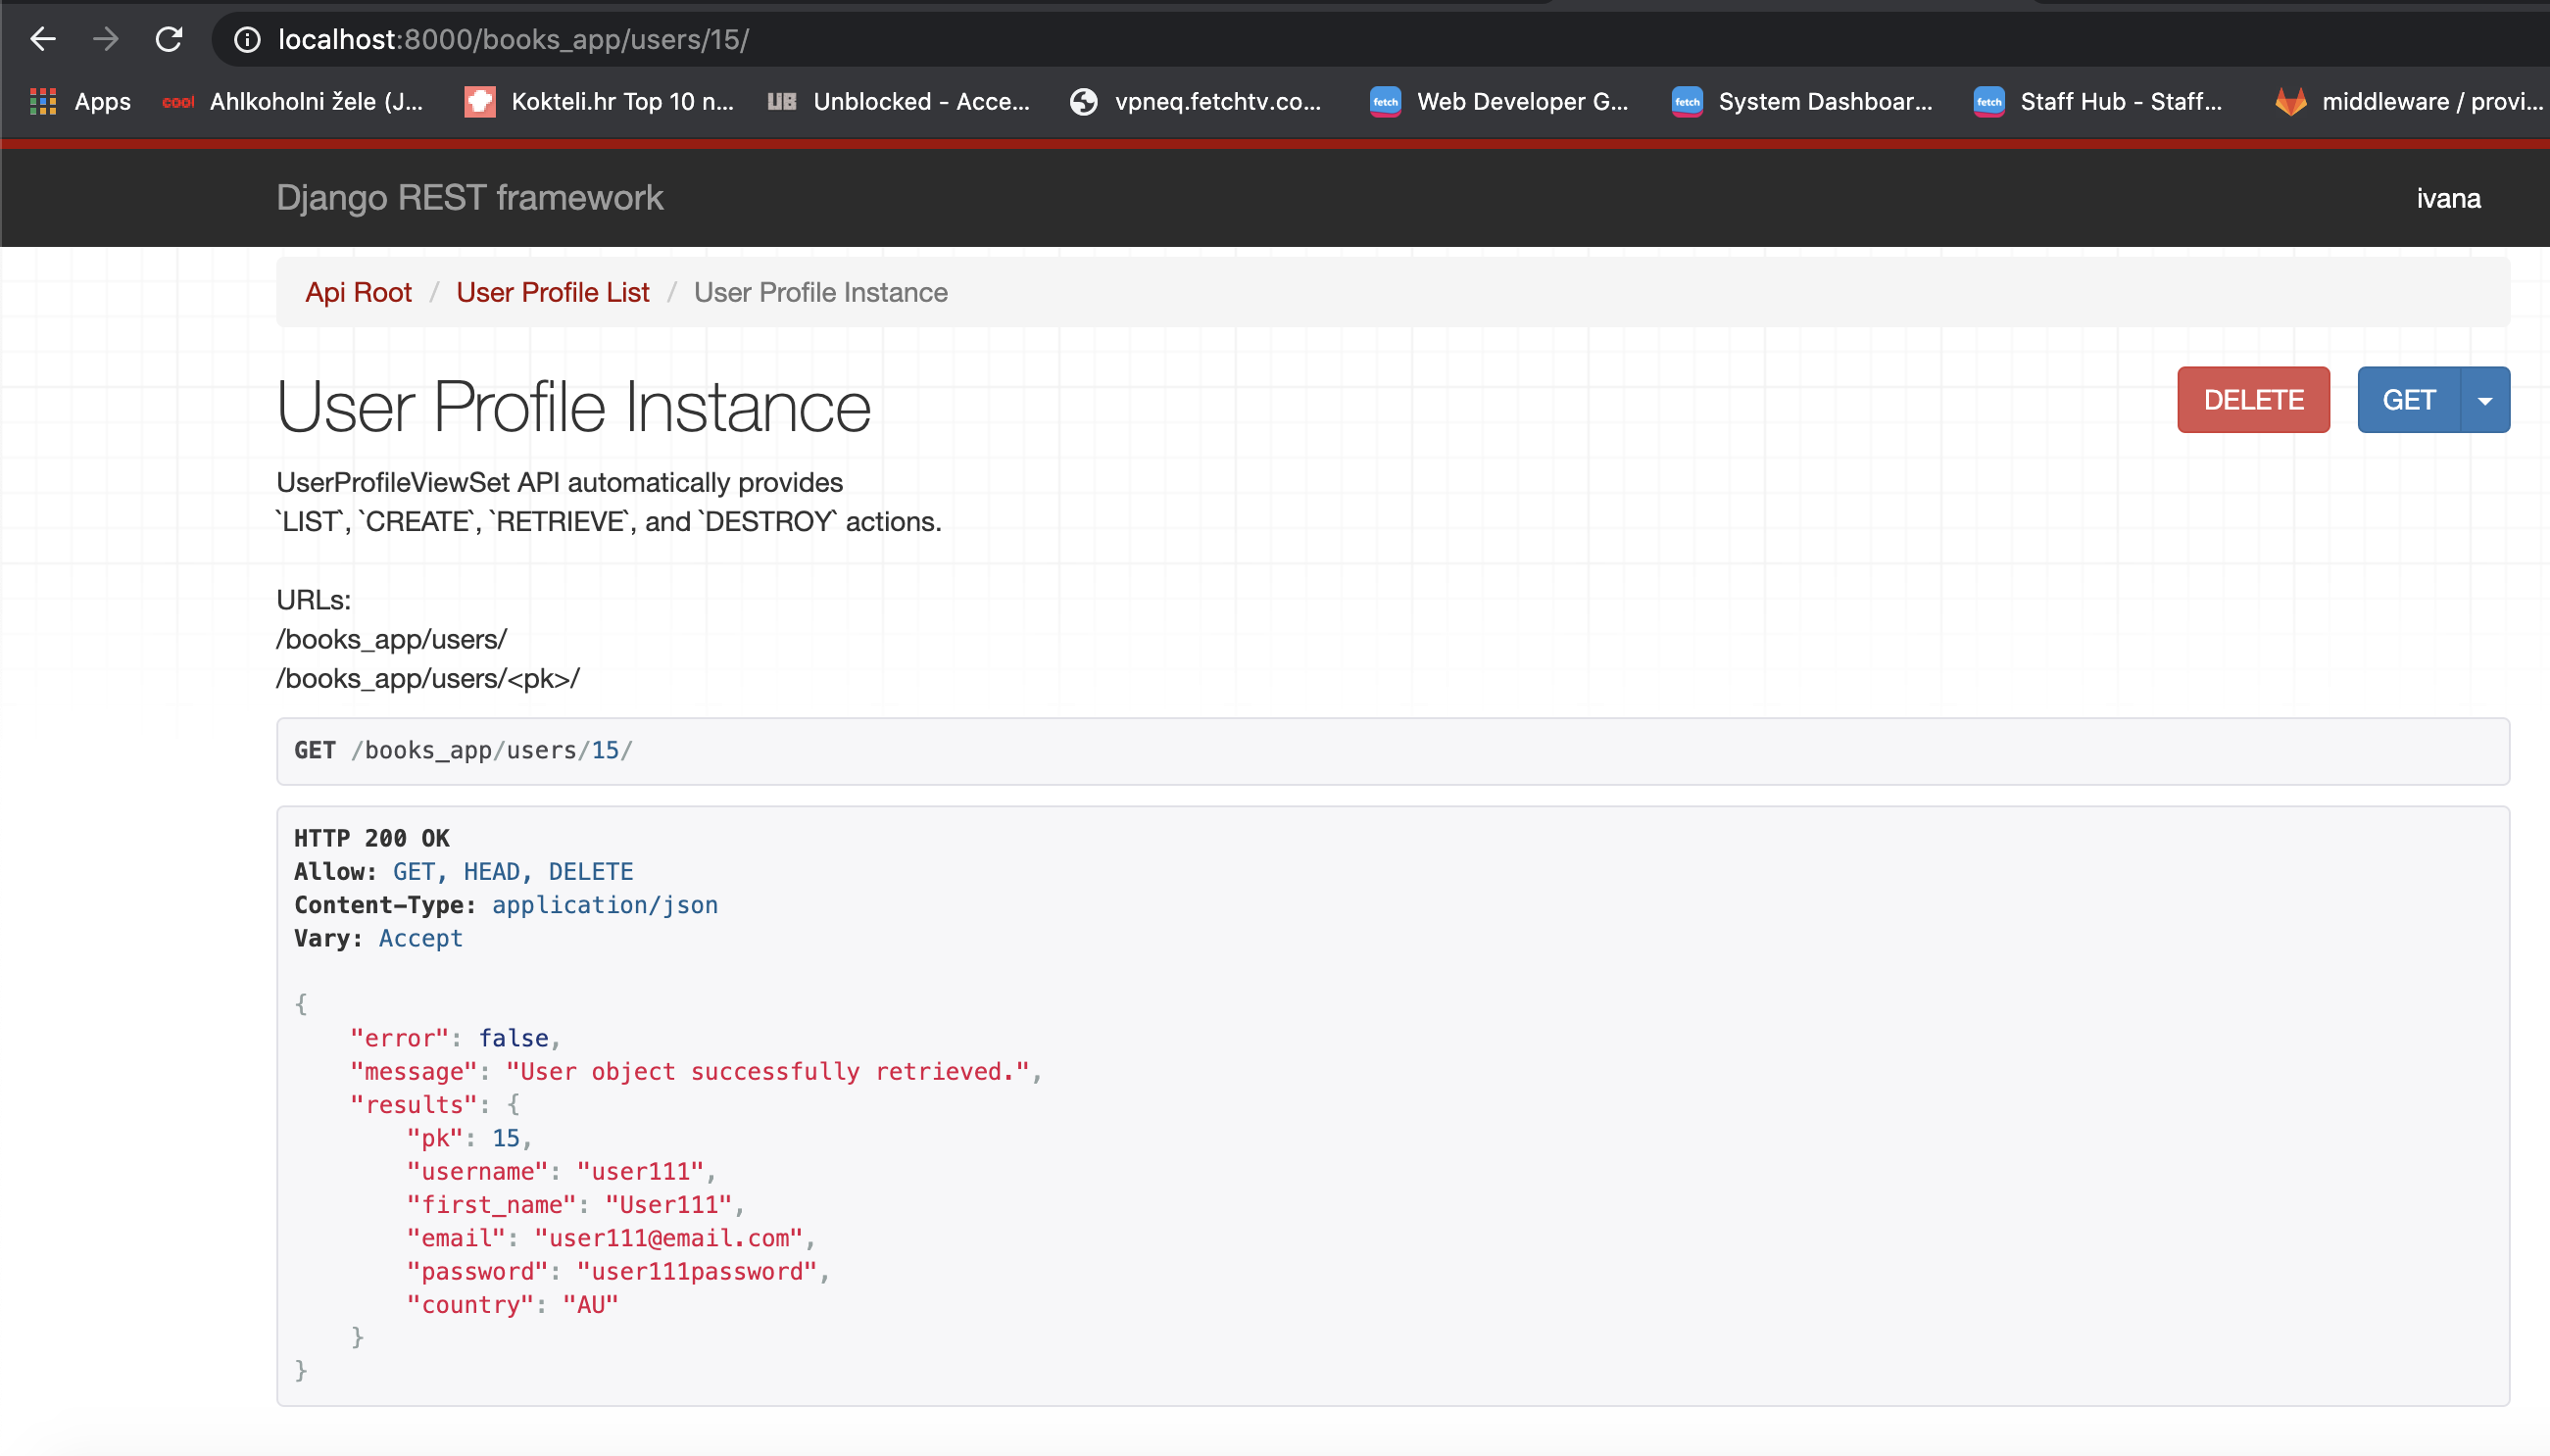 localhost:8000/books_app/users/15/
Apps cool Ahlkoholni žele (J... Kokteli.hr Top 10 n... UB Unblocked - Acce... vpneq.fetchtv.co... fetch Web Developer G... fetch System Dashboar... fetch Staff Hub - Staff... middleware / provi...
Django REST framework ivana
Api Root / User Profile List / User Profile Instance
User Profile Instance DELETE GET
UserProfileViewSet API automatically provides
`LIST`, `CREATE`, `RETRIEVE`, and `DESTROY` actions.
URLs:
/books_app/users/
/books_app/users/<pk>/
GET /books_app/users/15/
HTTP 200 OK
Allow: GET, HEAD, DELETE
Content-Type: application/json
Vary: Accept
{
"error": false,
"message": "User object successfully retrieved.",
"results": {
"pk": 15,
"username": "user111",
"first_name": "User111",
"email": "user111@email.com",
"password": "user111password",
"country": "AU"
}
}